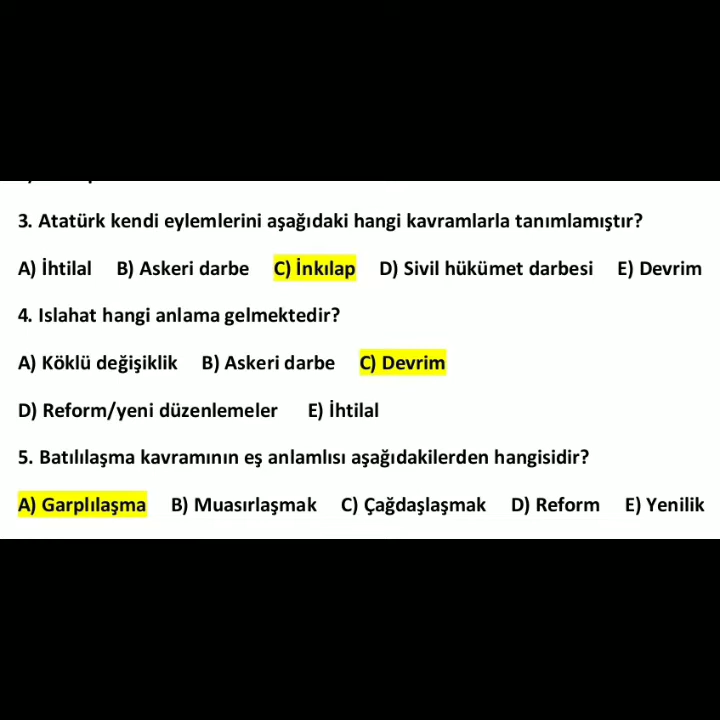 3. Atatürk kendi eylemlerini aşağıdaki hangi kavramlarla tanımlamıştır?
A) İhtilal B) Askeri darbe C) İnkılap D) Sivil hükümet darbesi E) Devrim
4. Islahat hangi anlama gelmektedir?
A) Köklü değişiklik B) Askeri darbe C) Devrim
D) Reform/yeni düzenlemeler E) İhtilal
5. Batılılaşma kavramının eş anlamlısı aşağıdakilerden hangisidir?
A) Garplılaşma B) Muasırlaşmak C) Çağdaşlaşmak D) Reform E) Yenilik